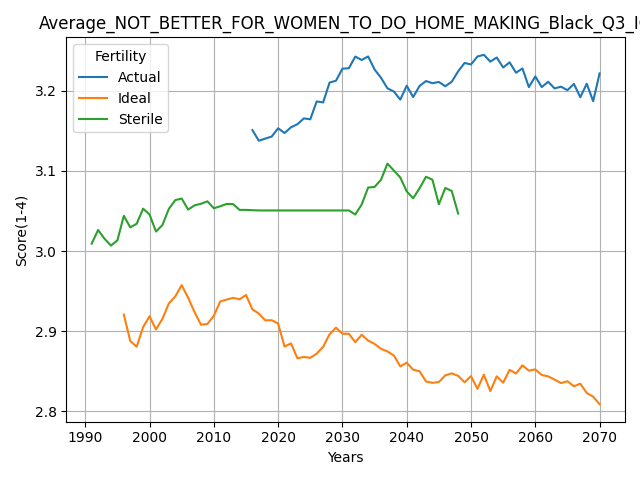 Average_NOT_BETTER_FOR_WOMEN_TO_DO_HOME_MAKING_Black_Q3_I
Fertility
Actual
Ideal
Sterile
Score(1-4)
3.2
3.1
3.0
2.9
2.8
1990 2000 2010 2020 2030 2040 2050 2060 2070
Years